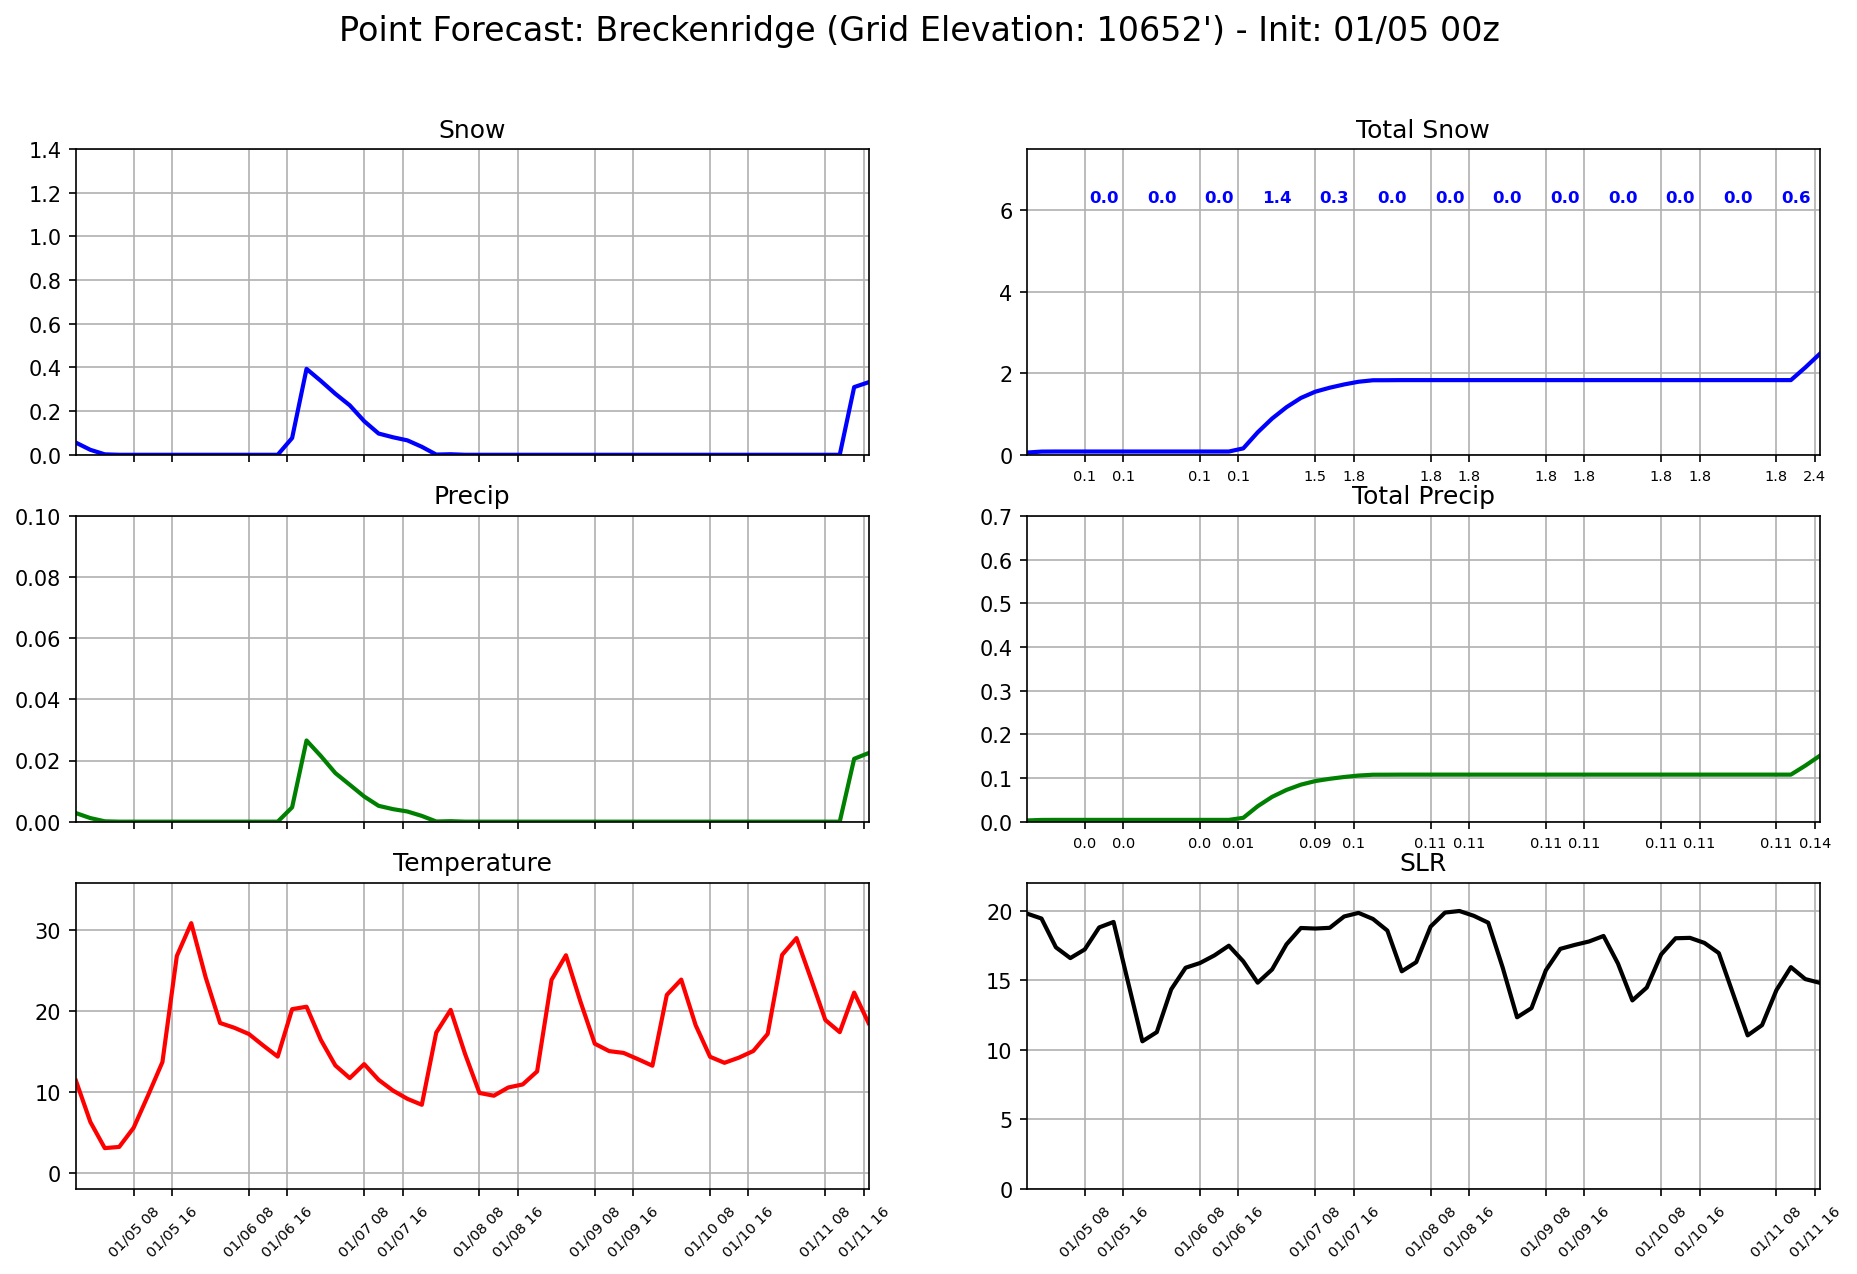 Point Forecast: Breckenridge (Grid Elevation: 10652') - Init: 01/05 00z
Snow
1.4
1.2
1.0
0.8
0.6
0.4
0.2
0.0
Total Snow
0.0 0.0 0.0 1.4 0.3 0.0 0.0 0.0 0.0 0.0 0.0 0.0 0.6
6
4
2
0
0.1 0.1 0.1 0.1 1.5 1.8 1.8 1.8 1.8 1.8 1.8 1.8 1.8 2.4
Precip
0.10
0.08
0.06
0.04
0.02
0.00
Total Precip
0.7
0.6
0.5
0.4
0.3
0.2
0.1
0.0
0.0 0.0 0.0 0.01 0.09 0.1 0.11 0.11 0.11 0.11 0.11 0.11 0.11 0.14
Temperature
30
20
10
0
01/05 08 01/05 16 01/06 08 01/06 16 01/07 08 01/07 16 01/08 08 01/08 16 01/09 08 01/09 16 01/10 08 01/10 16 01/11 08 01/11 16
SLR
20
15
10
5
0
01/05 08 01/05 16 01/06 08 01/06 16 01/07 08 01/07 16 01/08 08 01/08 16 01/09 08 01/09 16 01/10 08 01/10 16 01/11 08 01/11 16